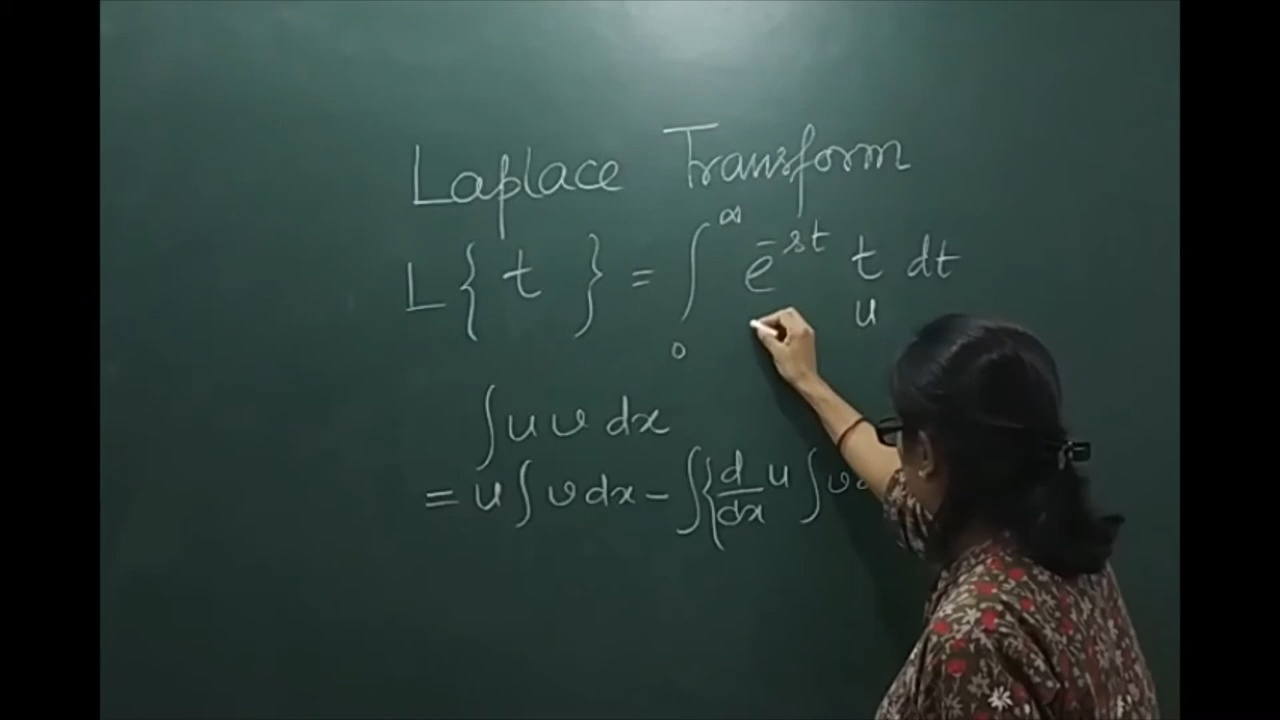 Laplace Transform
L{ t } = ∫₀^∞ e^{-st} t dt
u
∫ u v dx
= u ∫ v dx - ∫ { d/dx u ∫ v